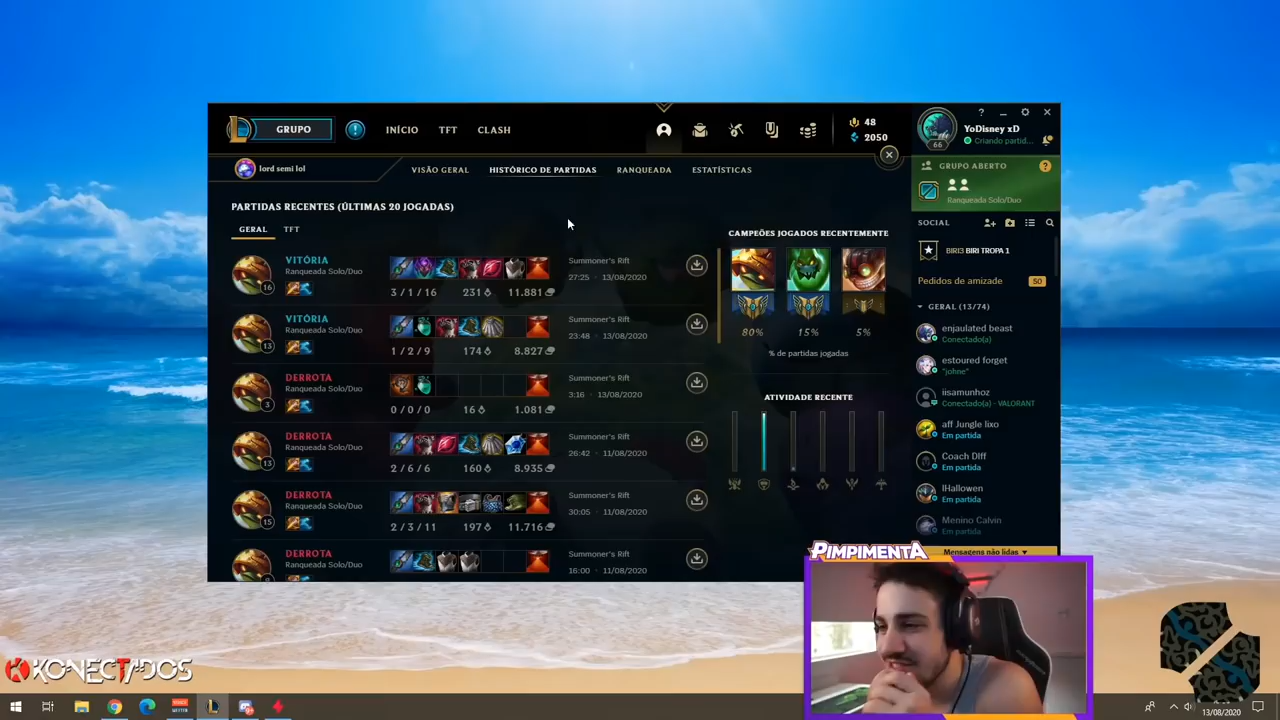 GRUPO
INÍCIO
TFT
CLASH
48
2050
66
YoDisney xD
Criando partid...
lord semi lol
VISÃO GERAL
HISTÓRICO DE PARTIDAS
RANQUEADA
ESTATÍSTICAS
GRUPO ABERTO
Ranqueada Solo/Duo
PARTIDAS RECENTES (ÚLTIMAS 20 JOGADAS)
GERAL
TFT
VITÓRIA
Ranqueada Solo/Duo
16
3 / 1 / 16
231
11.881
Summoner's Rift
27:25 · 13/08/2020
VITÓRIA
Ranqueada Solo/Duo
13
1 / 2 / 9
174
8.827
Summoner's Rift
23:48 · 13/08/2020
DERROTA
Ranqueada Solo/Duo
0 / 0 / 0
16
1.081
Summoner's Rift
3:16 · 13/08/2020
DERROTA
Ranqueada Solo/Duo
13
2 / 6 / 6
160
8.935
Summoner's Rift
26:42 · 11/08/2020
DERROTA
Ranqueada Solo/Duo
15
2 / 3 / 11
197
11.716
Summoner's Rift
30:05 · 11/08/2020
DERROTA
Ranqueada Solo/Duo
Summoner's Rift
16:00 · 11/08/2020
CAMPEÕES JOGADOS RECENTEMENTE
80%
15%
5%
% de partidas jogadas
ATIVIDADE RECENTE
SOCIAL
BIRI3 BIRI TROPA 1
Pedidos de amizade
50
GERAL (13/74)
enjaulated beast
Conectado(a)
estoured forget
"johne"
iisamunhoz
Conectado(a) · VALORANT
aff Jungle lixo
Em partida
Coach DIff
Em partida
IHallowen
Em partida
Menino Calvin
Em partida
Mensagens não lidas
PIMPIMENTA
KONECTADOS
13/08/2020